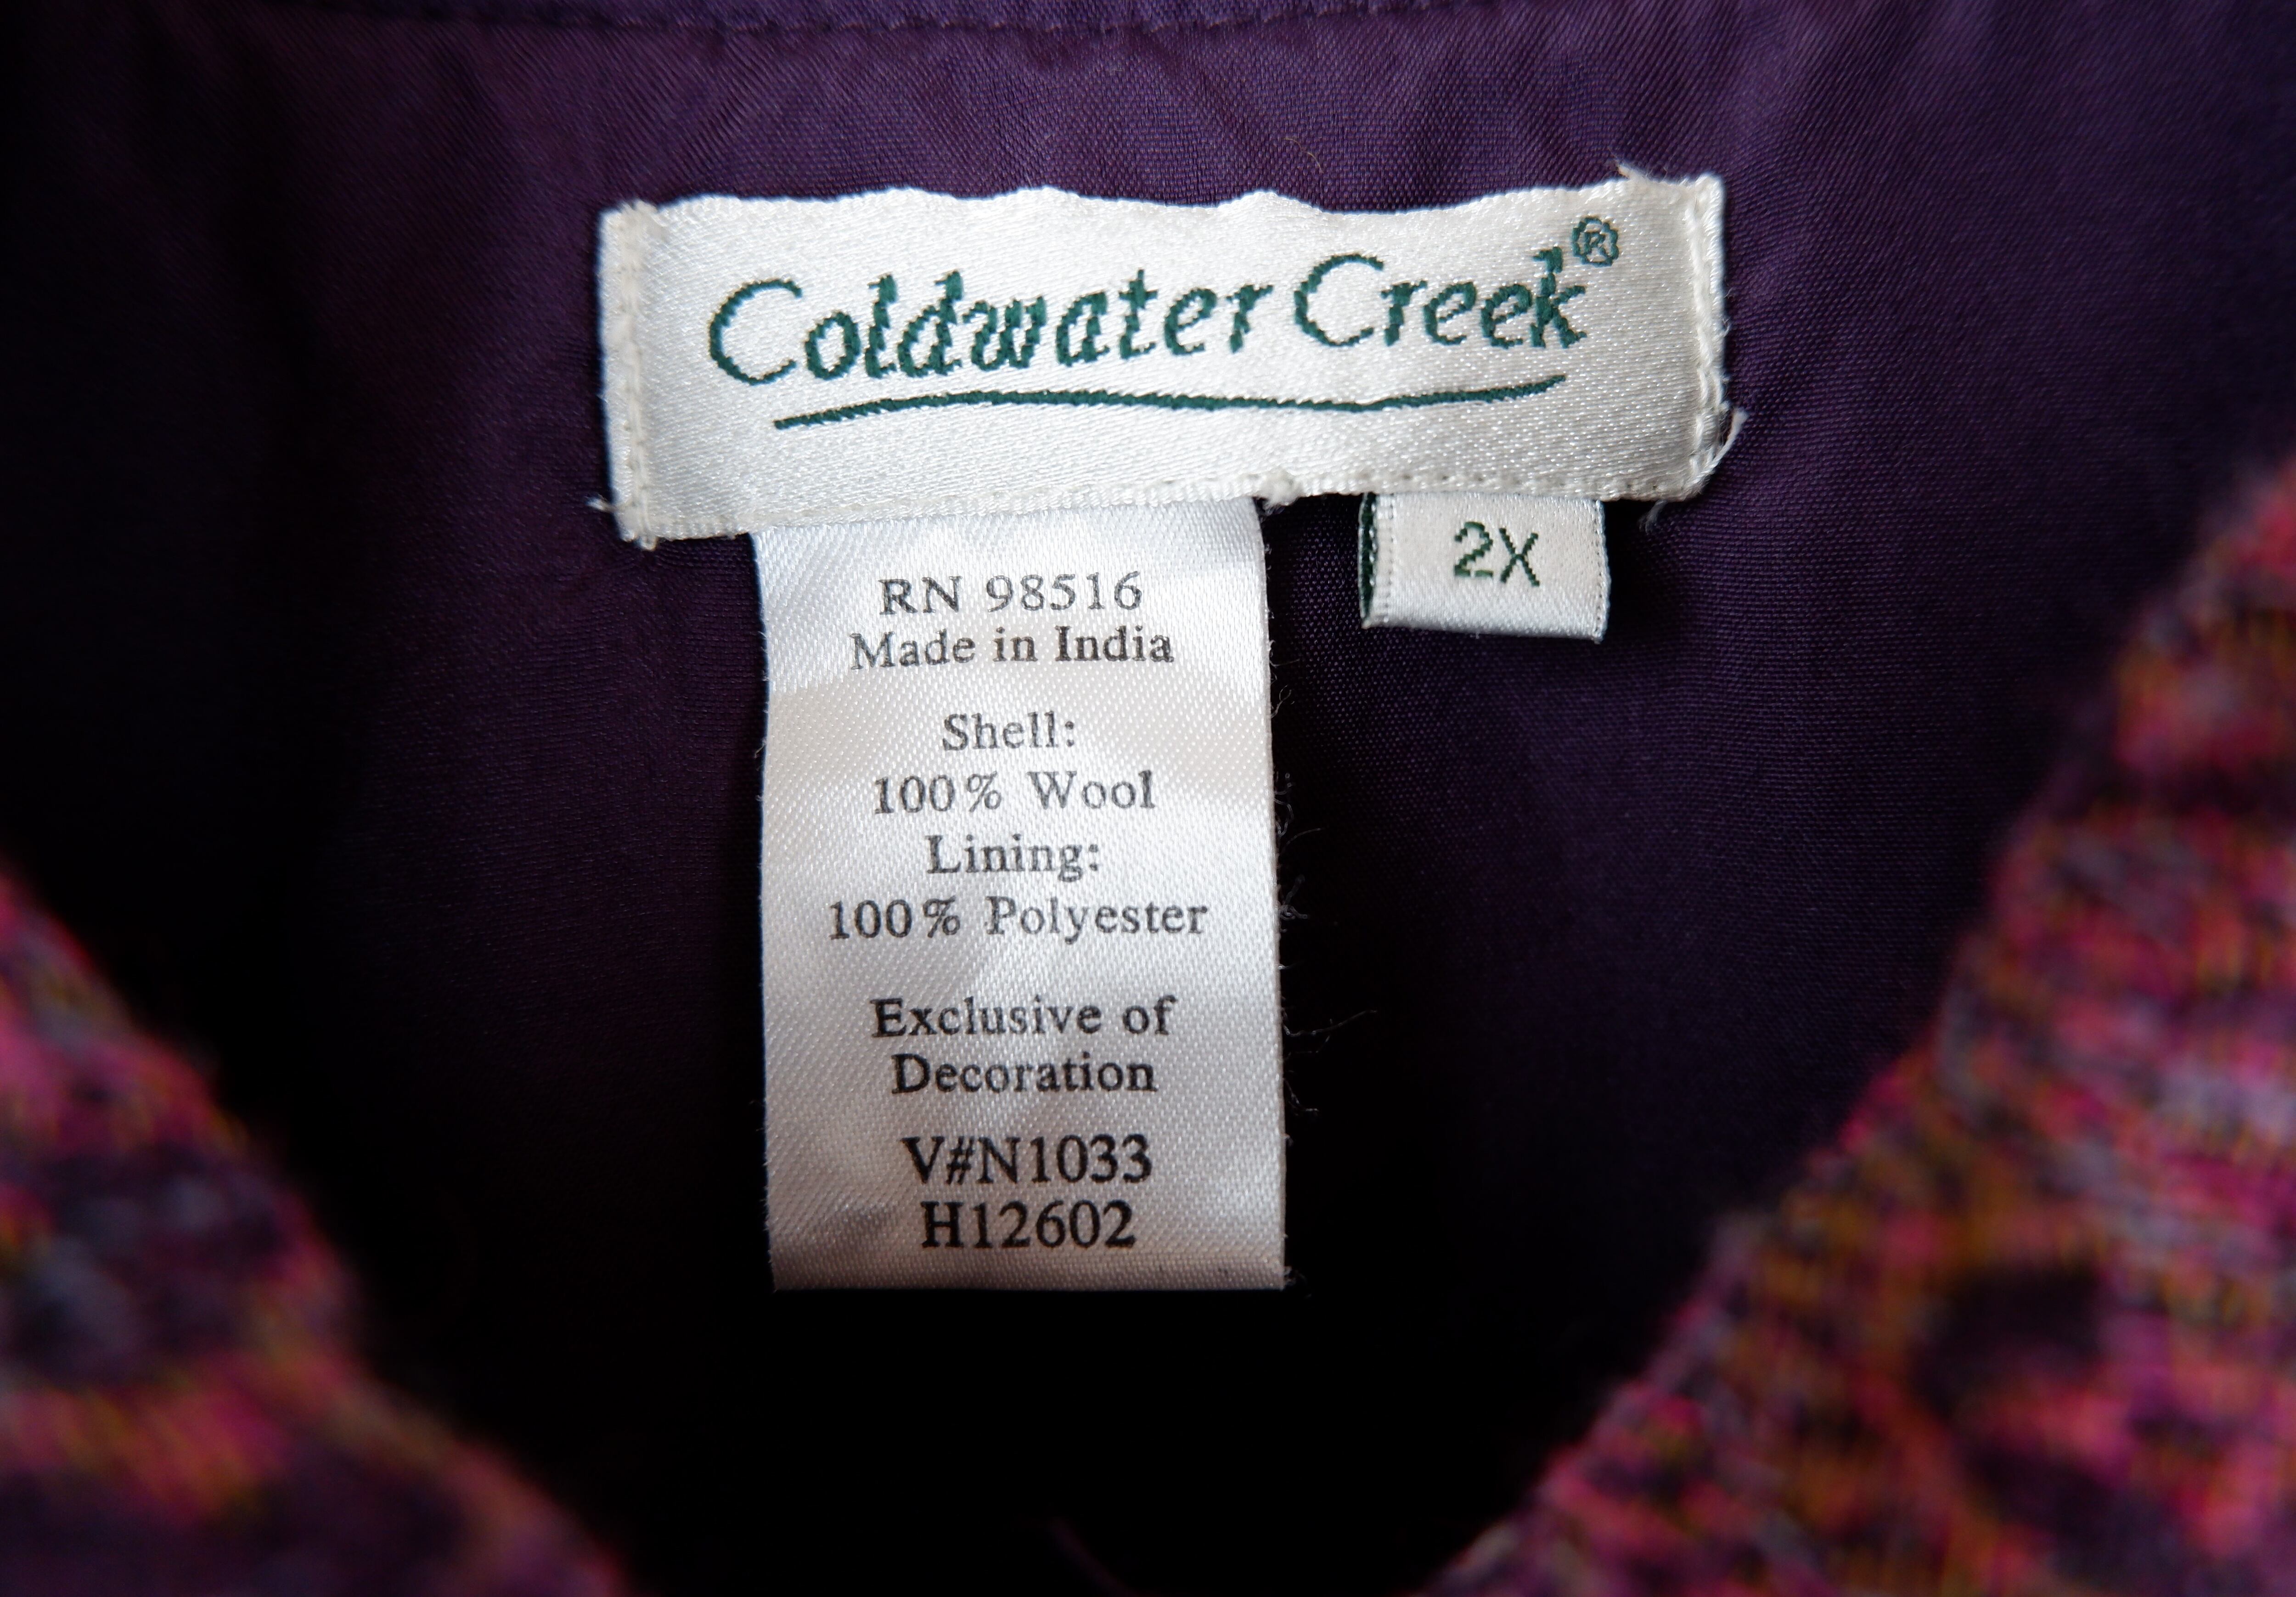 Coldwater Creek®
2X
RN 98516
Made in India
Shell:
100% Wool
Lining:
100% Polyester
Exclusive of
Decoration
V#N1033
H12602